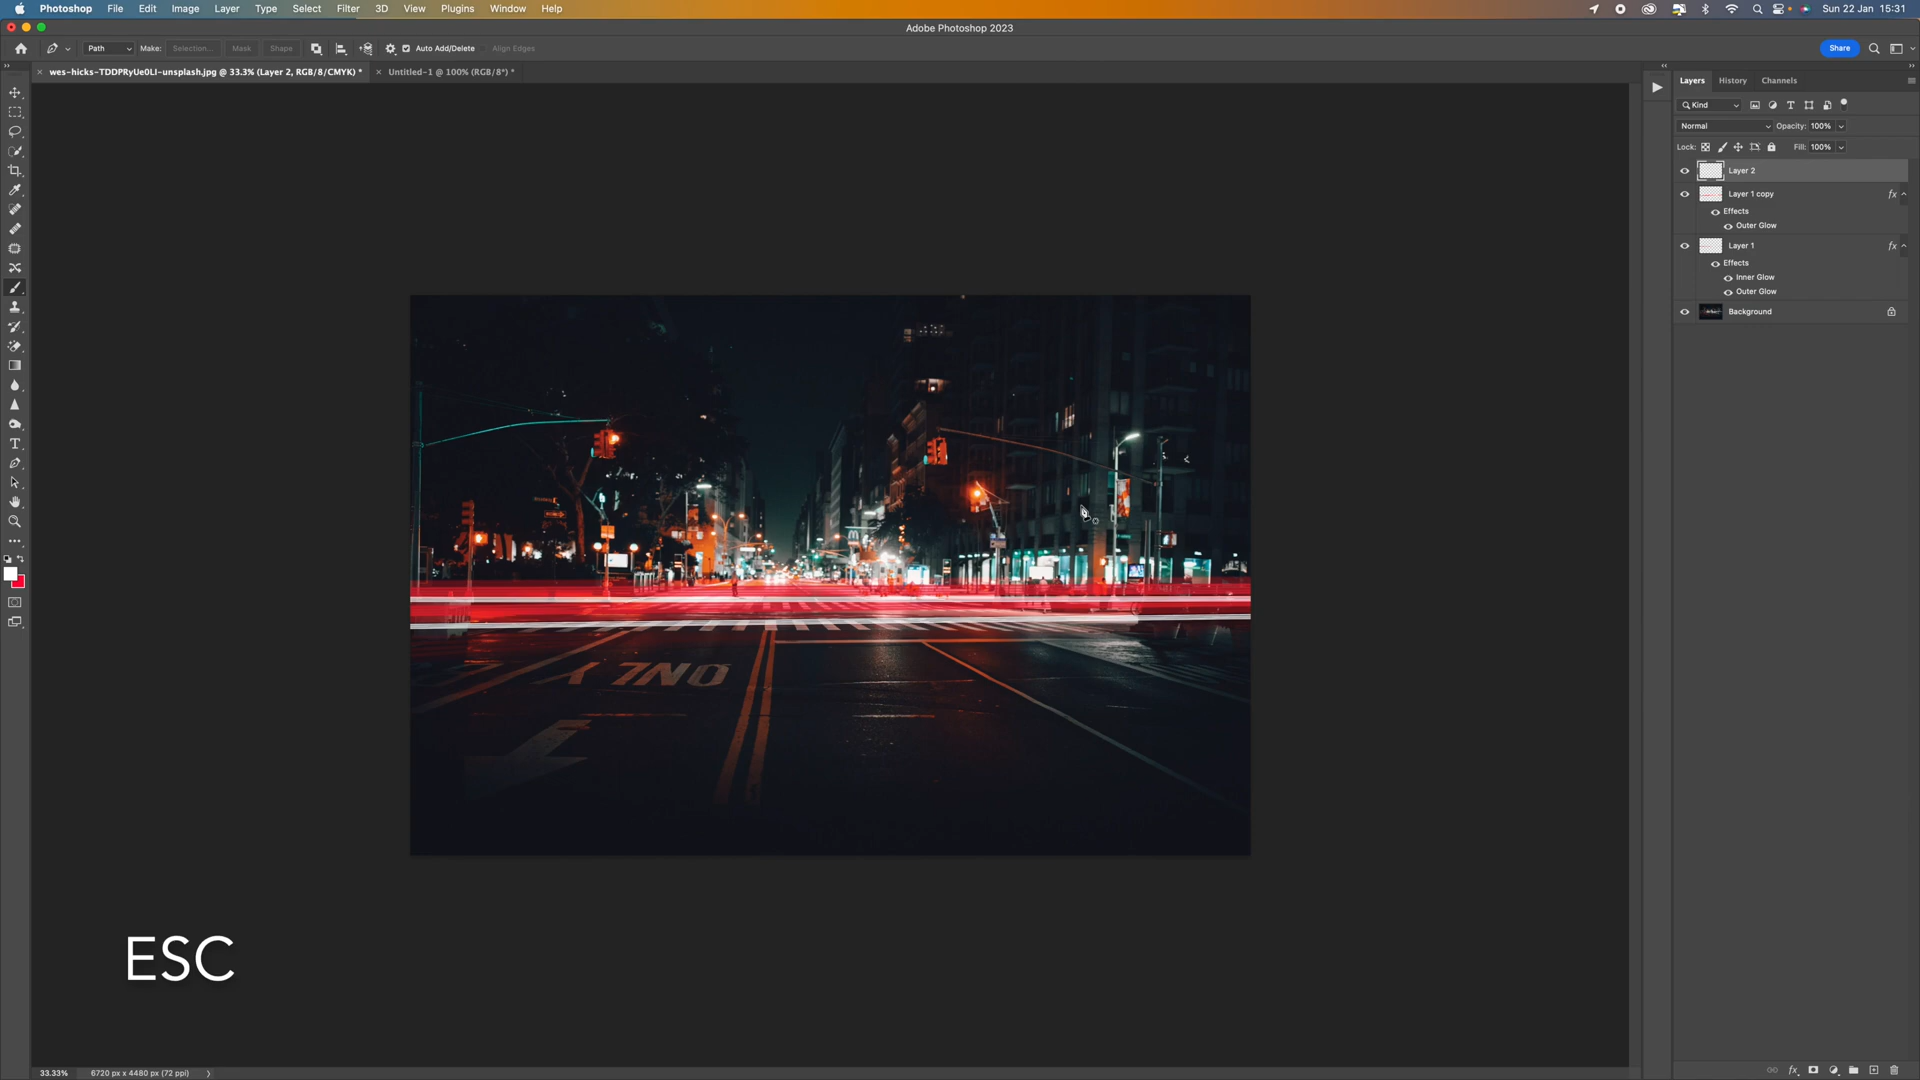 Photoshop File Edit Image Layer Type Select Filter 3D View Plugins Window Help Sun 22 Jan 15:31
Adobe Photoshop 2023
Path Make: Selection... Mask Shape Auto Add/Delete Align Edges Share
wes-hicks-TDDPRyUe0LI-unsplash.jpg @ 33.3% (Layer 2, RGB/8/CMYK) * Untitled-1 @ 100% (RGB/8*) *
Layers History Channels
Kind
Normal Opacity: 100%
Lock: Fill: 100%
Layer 2
Layer 1 copy fx
Effects
Outer Glow
Layer 1 fx
Effects
Inner Glow
Outer Glow
Background
ONLY
ESC
33.33% 6720 px x 4480 px (72 ppi)